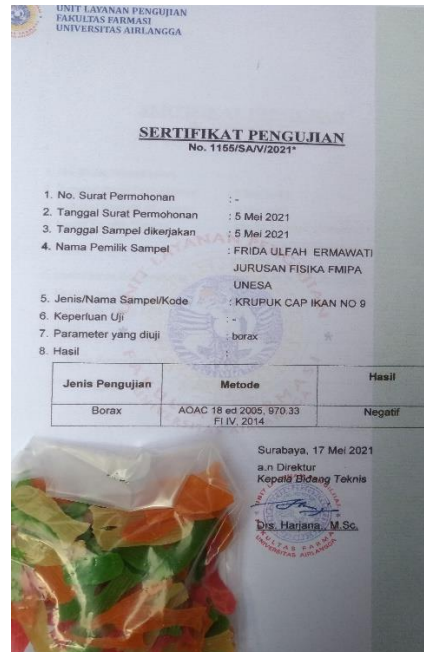 UNIT LAYANAN PENGUJIAN
FAKULTAS FARMASI
UNIVERSITAS AIRLANGGA
SERTIFIKAT PENGUJIAN
No. 1155/SA/V/2021*
1. No. Surat Permohonan : -
2. Tanggal Surat Permohonan : 5 Mei 2021
3. Tanggal Sampel dikerjakan : 5 Mei 2021
4. Nama Pemilik Sampel : FRIDA ULFAH ERMAWATI
JURUSAN FISIKA FMIPA
UNESA
5. Jenis/Nama Sampel/Kode : KRUPUK CAP IKAN NO 9
6. Keperluan Uji : -
7. Parameter yang diuji : borax
8. Hasil :
Jenis Pengujian Metode Hasil
Borax AOAC 18 ed 2005, 970.33 Negatif
FI IV, 2014
Surabaya, 17 Mei 2021
a.n Direktur
Kepala Bidang Teknis
Drs. Harjana, M.Sc.